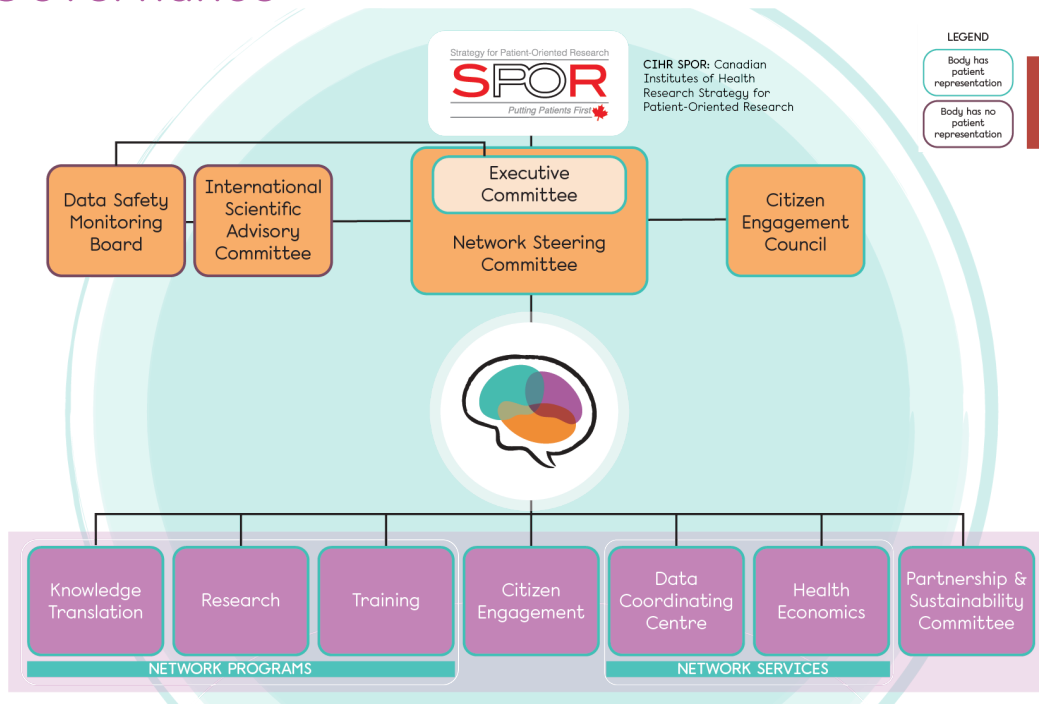 Governance
Strategy for Patient-Oriented Research
SPOR
Putting Patients First
CIHR SPOR: Canadian
Institutes of Health
Research Strategy for
Patient-Oriented Research
LEGEND
Body has
patient
representation
Body has no
patient
representation
Data Safety
Monitoring
Board
International
Scientific
Advisory
Committee
Executive
Committee
Network Steering
Committee
Citizen
Engagement
Council
Knowledge
Translation
Research
Training
Citizen
Engagement
Data
Coordinating
Centre
Health
Economics
Partnership &
Sustainability
Committee
NETWORK PROGRAMS
NETWORK SERVICES